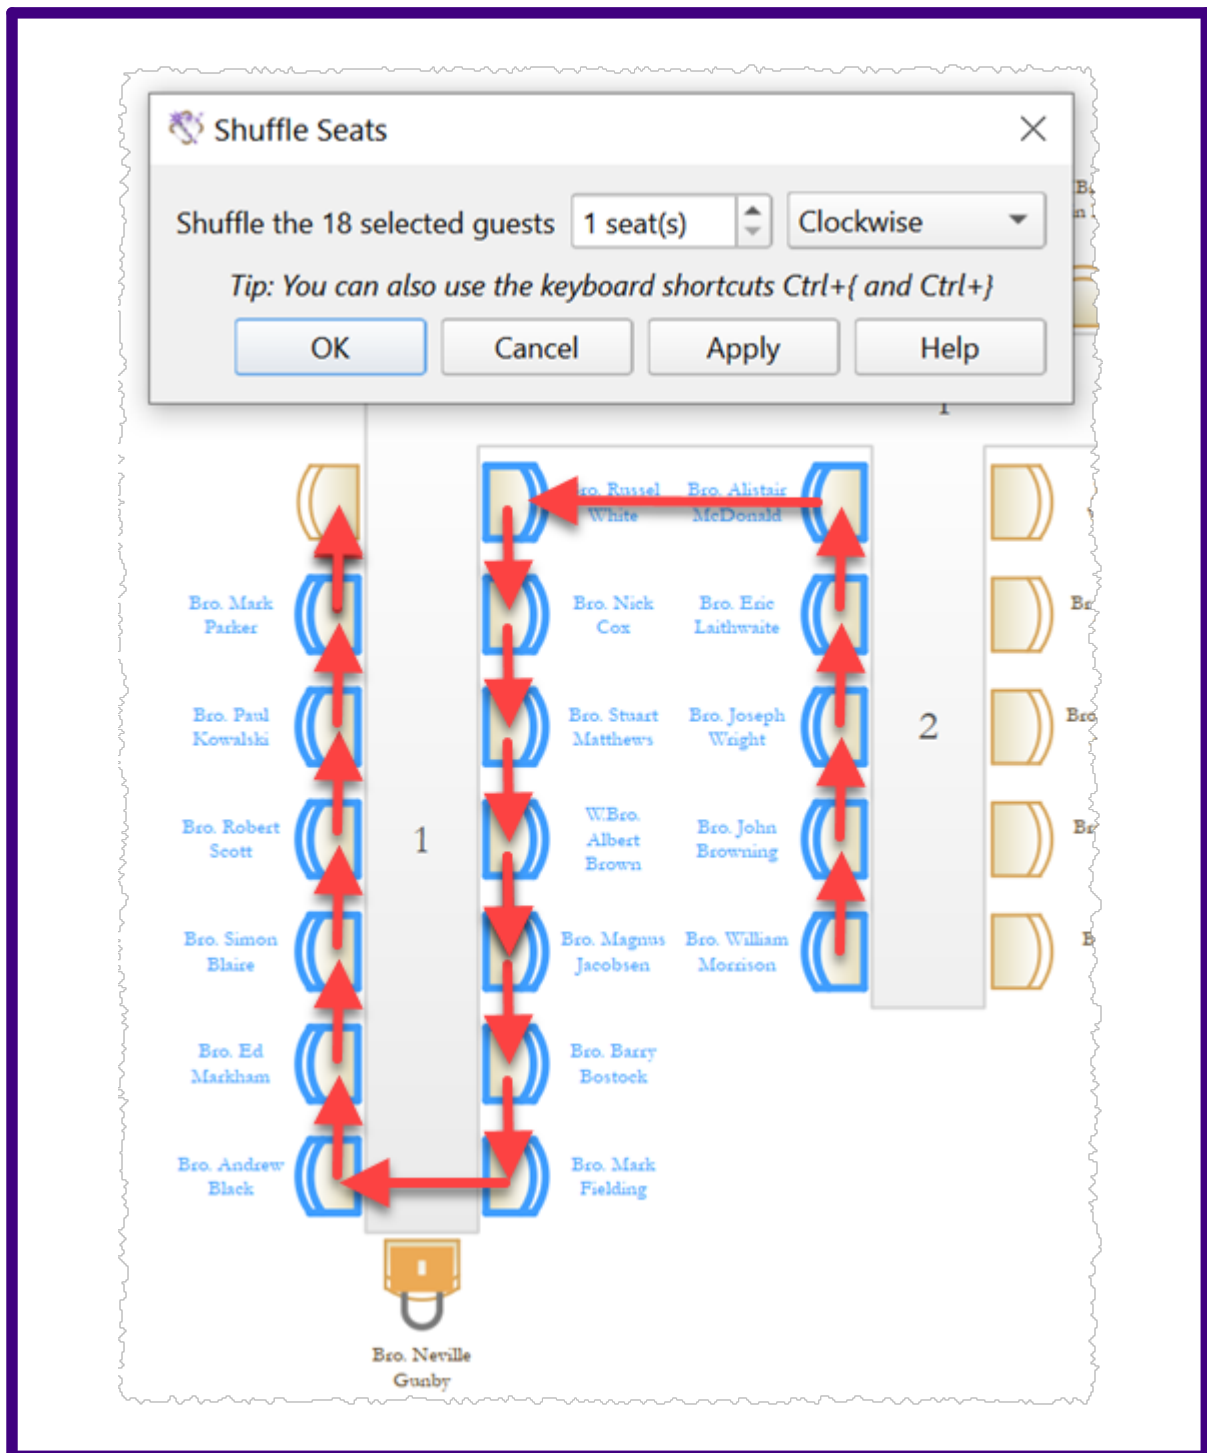 Shuffle Seats
Shuffle the 18 selected guests 1 seat(s) Clockwise
Tip: You can also use the keyboard shortcuts Ctrl+{ and Ctrl+}
OK Cancel Apply Help
Bro. Russel
White
Bro. Alistair
McDonald
Bro. Mark
Parker
Bro. Nick
Cox
Bro. Eric
Laithwaite
Bro. Paul
Kowalski
Bro. Stuart
Matthews
Bro. Joseph
Wright
2
Bro. Robert
Scott
1
W.Bro.
Albert
Brown
Bro. John
Browning
Bro. Simon
Blaire
Bro. Magnus
Jacobsen
Bro. William
Morrison
Bro. Ed
Markham
Bro. Barry
Bostock
Bro. Andrew
Black
Bro. Mark
Fielding
Bro. Neville
Gunby